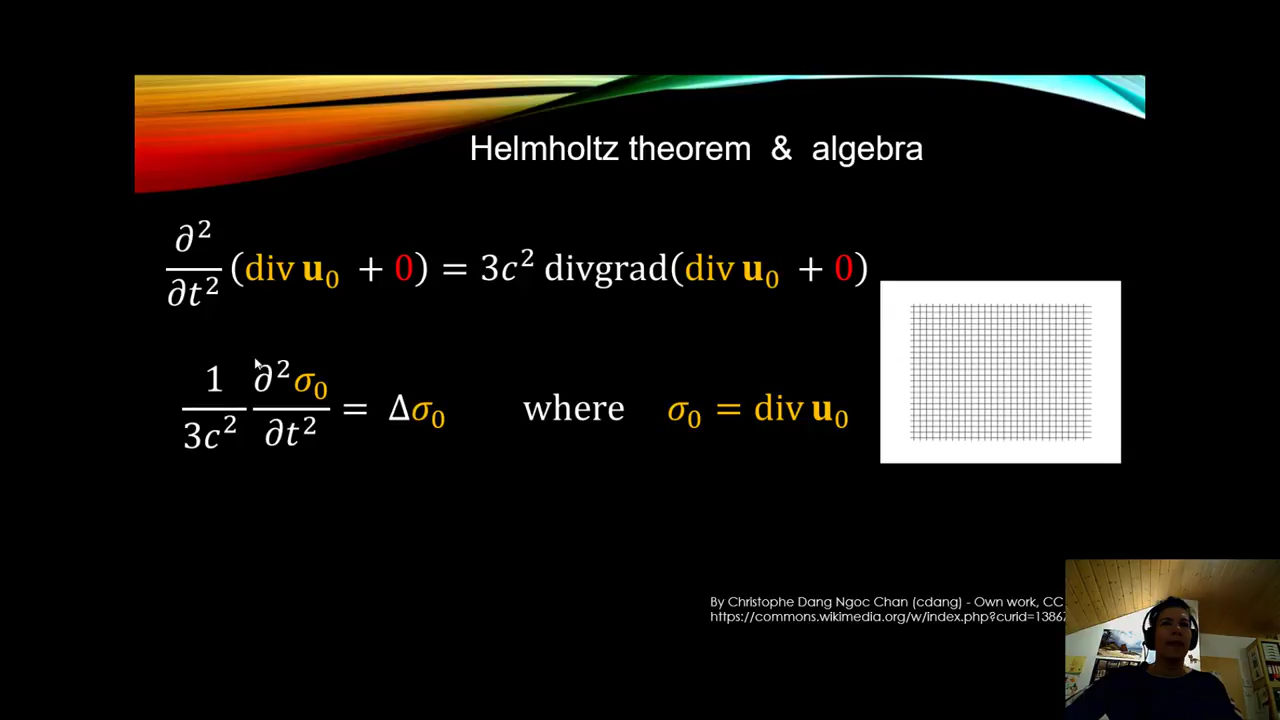 Helmholtz theorem & algebra
∂²/∂t² (div u₀ + 0) = 3c² divgrad(div u₀ + 0)
1/3c² ∂²σ₀/∂t² = Δσ₀ where σ₀ = div u₀
By Christophe Dang Ngoc Chan (cdang) - Own work, CC
https://commons.wikimedia.org/w/index.php?curid=1386